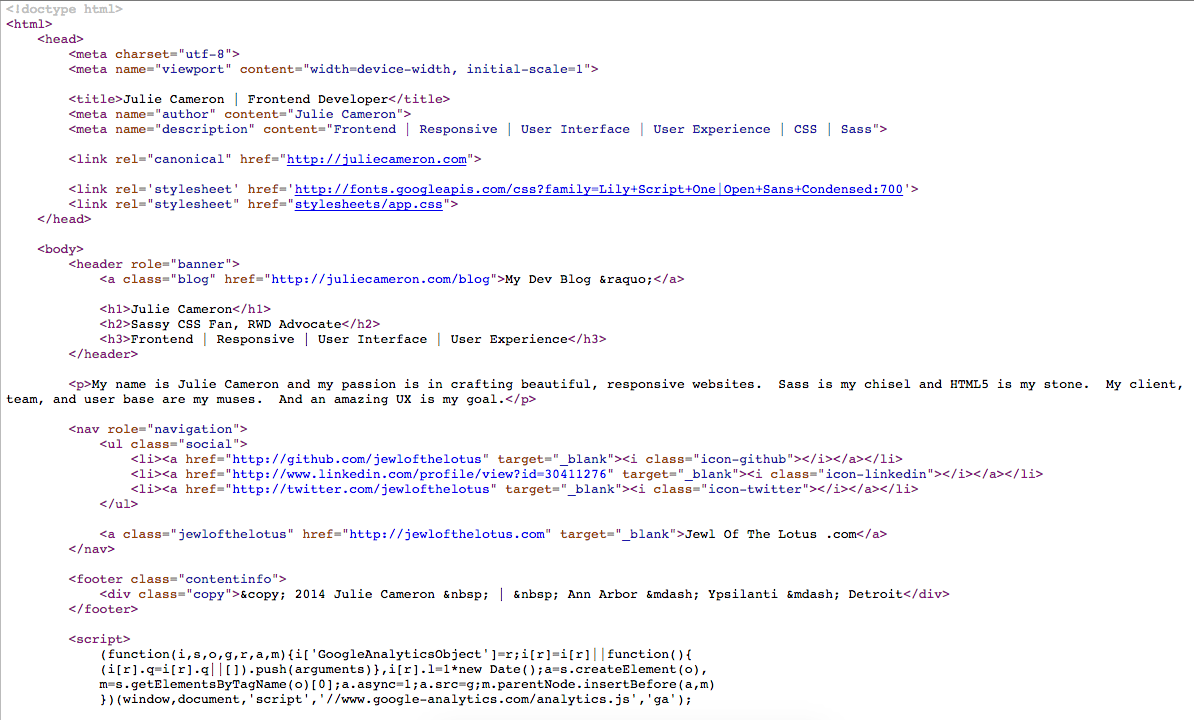 <!doctype html>
<html>
    <head>
        <meta charset="utf-8">
        <meta name="viewport" content="width=device-width, initial-scale=1">

        <title>Julie Cameron | Frontend Developer</title>
        <meta name="author" content="Julie Cameron">
        <meta name="description" content="Frontend | Responsive | User Interface | User Experience | CSS | Sass">

        <link rel="canonical" href="http://juliecameron.com">

        <link rel='stylesheet' href='http://fonts.googleapis.com/css?family=Lily+Script+One|Open+Sans+Condensed:700'>
        <link rel="stylesheet" href="stylesheets/app.css">
    </head>

    <body>
        <header role="banner">
            <a class="blog" href="http://juliecameron.com/blog">My Dev Blog &raquo;</a>

            <h1>Julie Cameron</h1>
            <h2>Sassy CSS Fan, RWD Advocate</h2>
            <h3>Frontend | Responsive | User Interface | User Experience</h3>
        </header>

        <p>My name is Julie Cameron and my passion is in crafting beautiful, responsive websites.  Sass is my chisel and HTML5 is my stone.  My client,
team, and user base are my muses.  And an amazing UX is my goal.</p>

        <nav role="navigation">
            <ul class="social">
                <li><a href="http://github.com/jewlofthelotus" target="_blank"><i class="icon-github"></i></a></li>
                <li><a href="http://www.linkedin.com/profile/view?id=30411276" target="_blank"><i class="icon-linkedin"></i></a></li>
                <li><a href="http://twitter.com/jewlofthelotus" target="_blank"><i class="icon-twitter"></i></a></li>
            </ul>

            <a class="jewlofthelotus" href="http://jewlofthelotus.com" target="_blank">Jewl Of The Lotus .com</a>
        </nav>

        <footer class="contentinfo">
            <div class="copy">&copy; 2014 Julie Cameron &nbsp; | &nbsp; Ann Arbor &mdash; Ypsilanti &mdash; Detroit</div>
        </footer>

        <script>
            (function(i,s,o,g,r,a,m){i['GoogleAnalyticsObject']=r;i[r]=i[r]||function(){
            (i[r].q=i[r].q||[]).push(arguments)},i[r].l=1*new Date();a=s.createElement(o),
            m=s.getElementsByTagName(o)[0];a.async=1;a.src=g;m.parentNode.insertBefore(a,m)
            })(window,document,'script','//www.google-analytics.com/analytics.js','ga');